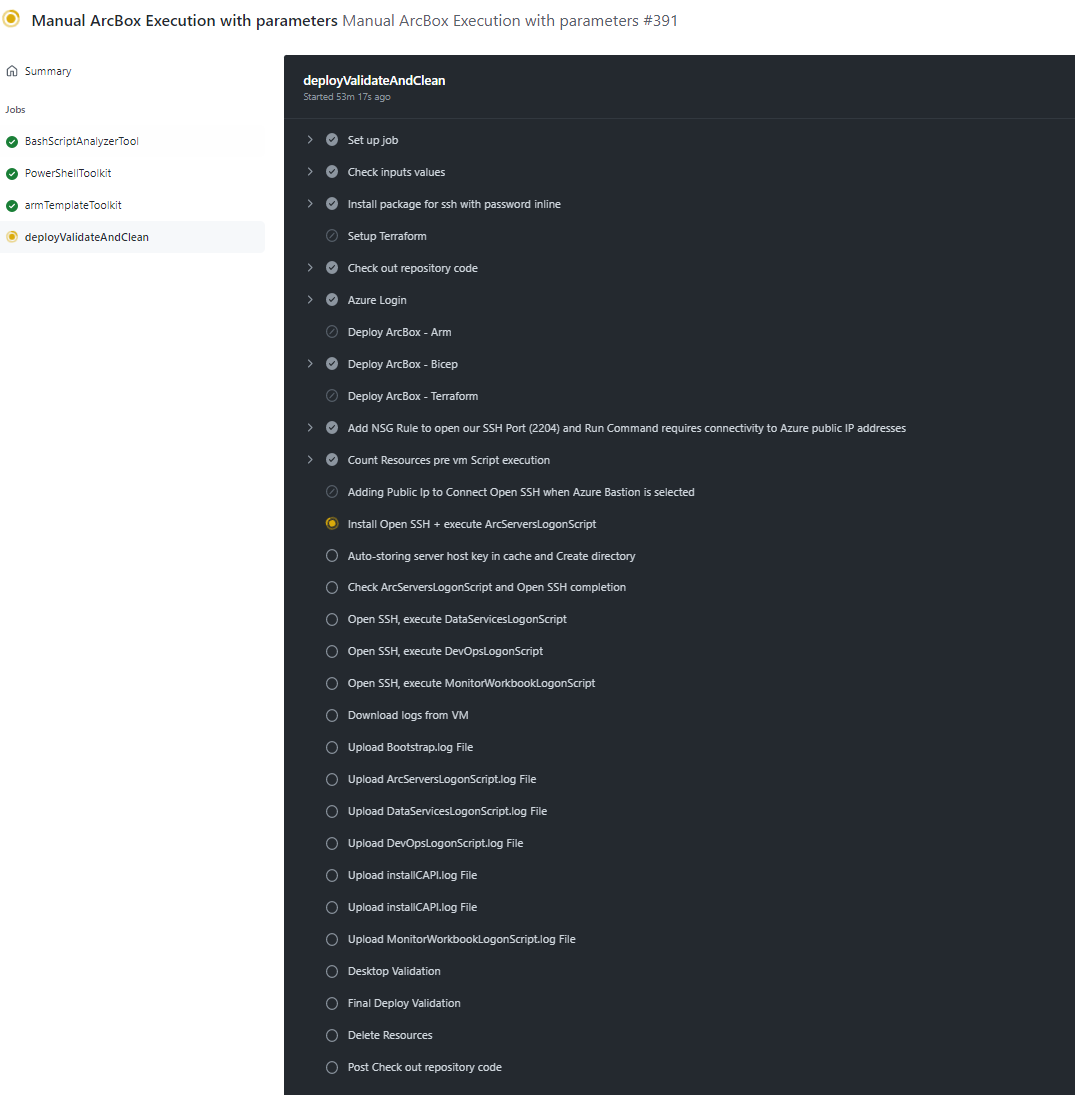 Manual ArcBox Execution with parameters Manual ArcBox Execution with parameters #391
Summary
Jobs
BashScriptAnalyzerTool
PowerShellToolkit
armTemplateToolkit
deployValidateAndClean
deployValidateAndClean
Started 53m 17s ago
Set up job
Check inputs values
Install package for ssh with password inline
Setup Terraform
Check out repository code
Azure Login
Deploy ArcBox - Arm
Deploy ArcBox - Bicep
Deploy ArcBox - Terraform
Add NSG Rule to open our SSH Port (2204) and Run Command requires connectivity to Azure public IP addresses
Count Resources pre vm Script execution
Adding Public Ip to Connect Open SSH when Azure Bastion is selected
Install Open SSH + execute ArcServersLogonScript
Auto-storing server host key in cache and Create directory
Check ArcServersLogonScript and Open SSH completion
Open SSH, execute DataServicesLogonScript
Open SSH, execute DevOpsLogonScript
Open SSH, execute MonitorWorkbookLogonScript
Download logs from VM
Upload Bootstrap.log File
Upload ArcServersLogonScript.log File
Upload DataServicesLogonScript.log File
Upload DevOpsLogonScript.log File
Upload installCAPI.log File
Upload installCAPI.log File
Upload MonitorWorkbookLogonScript.log File
Desktop Validation
Final Deploy Validation
Delete Resources
Post Check out repository code